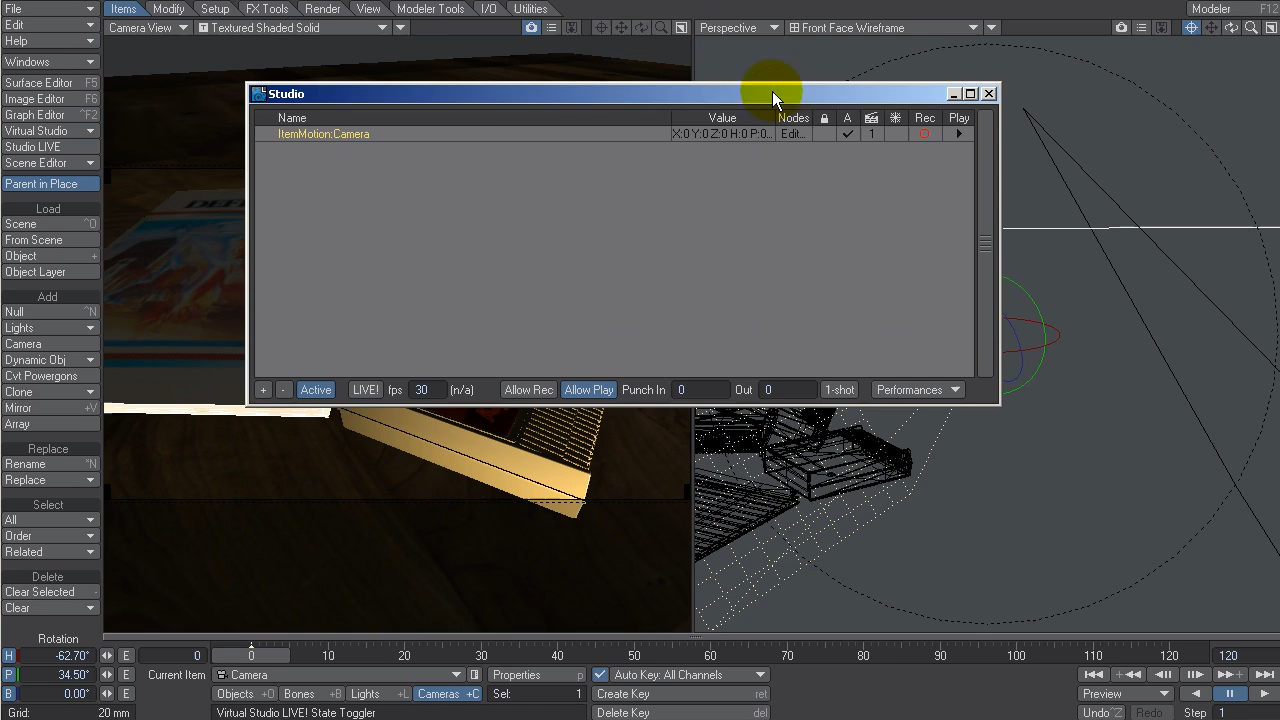 File
Edit
Help
Windows
Surface Editor F5
Image Editor F6
Graph Editor F2
Virtual Studio
Studio LIVE
Scene Editor
Parent in Place
Load
Scene ^O
From Scene
Object +
Object Layer
Add
Null ^N
Lights
Camera
Dynamic Obj
Cvt Powergons
Clone
Mirror +V
Array
Replace
Rename ^N
Replace
Select
All
Order
Related
Delete
Clear Selected -
Clear
Items Modify Setup FX Tools Render View Modeler Tools I/O Utilities Modeler F12
Camera View T Textured Shaded Solid Perspective Front Face Wireframe
Studio
Name Value Nodes A Rec Play
ItemMotion:Camera X:0 Y:0 Z:0 H:0 P:0... Edit... 1
+ - Active LIVE! fps 30 (n/a) Allow Rec Allow Play Punch In 0 Out 0 1-shot Performances
Rotation
H -62.70° E 0 0 10 20 30 40 50 60 70 80 90 100 110 120 120
P 34.50° E Current Item Camera Properties p Auto Key: All Channels
B 0.00° E Objects +O Bones +B Lights +L Cameras +C Sel: 1 Create Key ret Preview
Grid: 20 mm Virtual Studio LIVE! State Toggler Delete Key del Undo^Z Redo Step 1